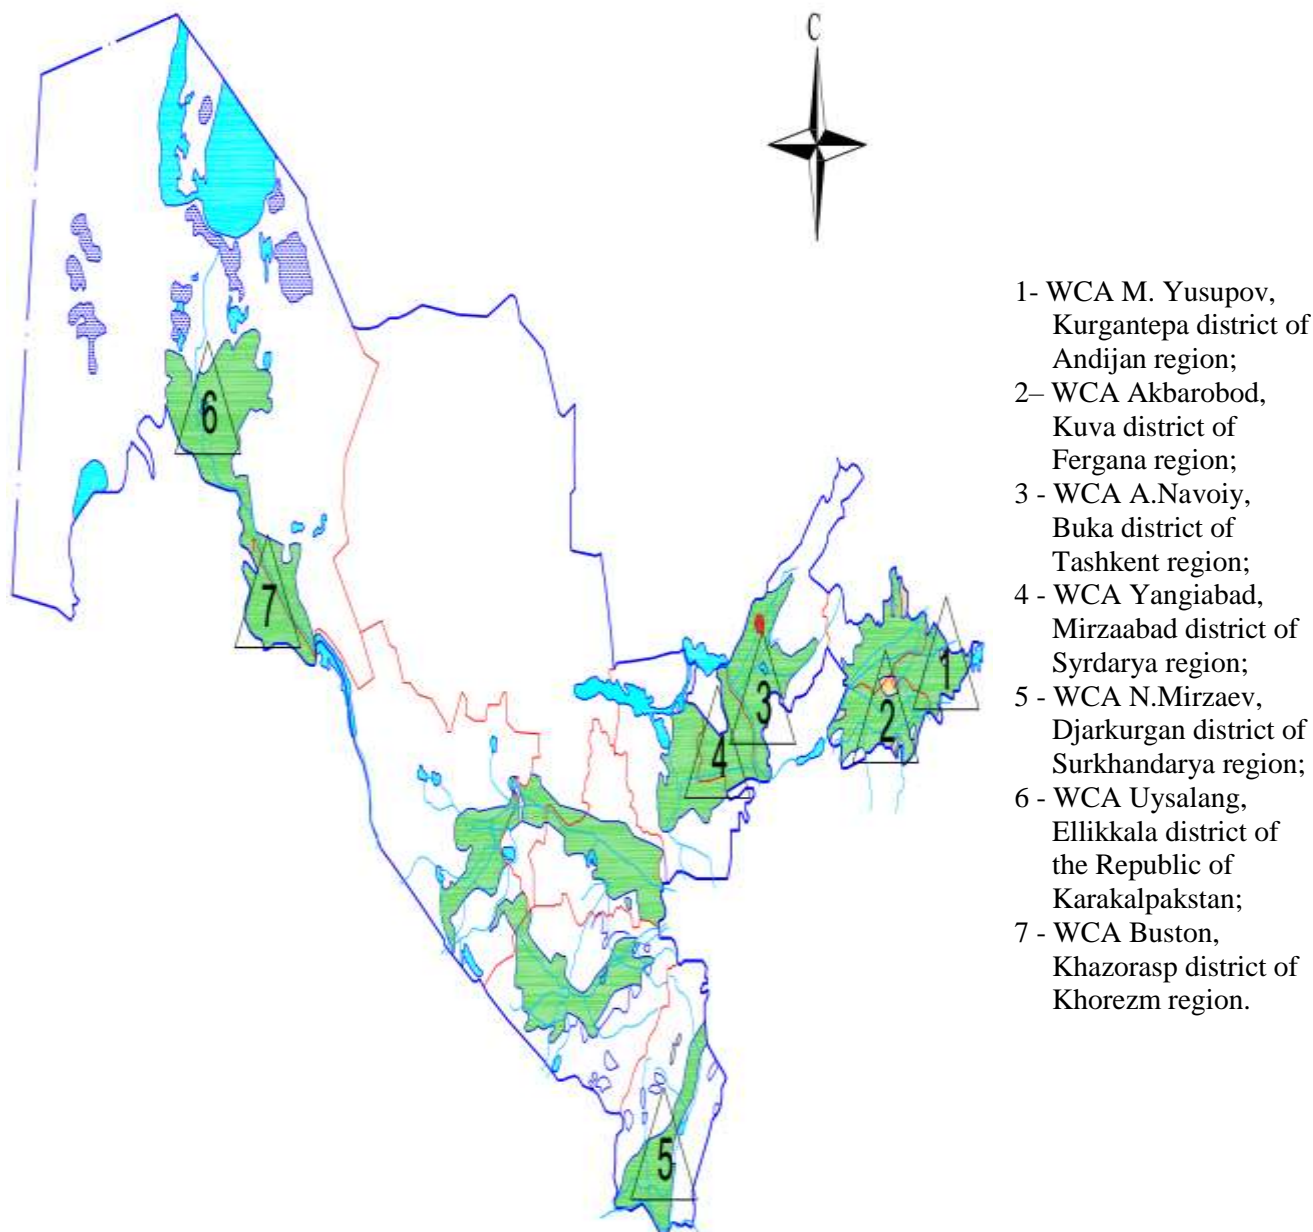 С
1- WCA M. Yusupov,
Kurgantepa district of
Andijan region;
2– WCA Akbarobod,
Kuva district of
Fergana region;
3 - WCA A.Navoiy,
Buka district of
Tashkent region;
4 - WCA Yangiabad,
Mirzaabad district of
Syrdarya region;
5 - WCA N.Mirzaev,
Djarkurgan district of
Surkhandarya region;
6 - WCA Uysalang,
Ellikkala district of
the Republic of
Karakalpakstan;
7 - WCA Buston,
Khazorasp district of
Khorezm region.
6
7
3
1
2
4
5